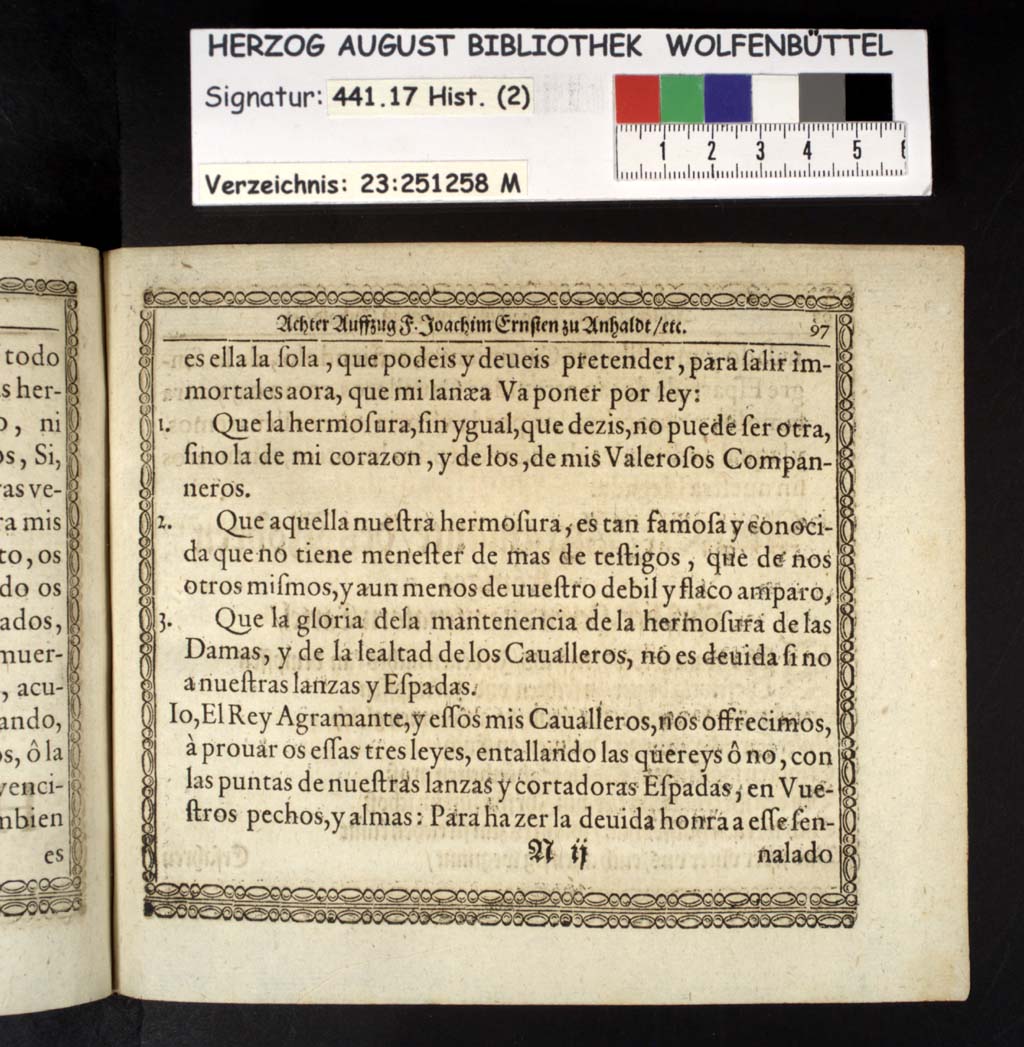 HERZOG AUGUST BIBLIOTHEK WOLFENBÜTTEL
Signatur: 441.17 Hist. (2)
Verzeichnis: 23:251258 M
1 2 3 4 5 6
todo
s her-
o, ni
os, Si,
ras ve-
ra mis
to, os
do os
ados,
muer-
, acu-
ando,
os, ô la
venci-
mbien
es
Achter Auffzug F. Joachim Ernsten zu Anhaldt/etc. 97
es ella la ſola, que podeis y deueis pretender, para ſalir im-
mortales aora, que mi lanæa Va poner por ley:
1. Que la hermoſura, ſin ygual, que dezis, no puede ſer otra,
ſino la de mi corazon, y de los, de mis Valeroſos Compan-
neros.
2. Que aquella nueſtra hermoſura, es tan famoſa y conoci-
da que no tiene meneſter de mas de teſtigos, que de nos
otros miſmos, y aun menos de uueſtro debil y flaco amparo,
3. Que la gloria dela mantenencia de la hermoſura de las
Damas, y de la lealtad de los Caualleros, no es deuida ſi no
a nueſtras lanzas y Eſpadas.
Io, El Rey Agramante, y eſſos mis Caualleros, nos offrecimos,
à prouar os eſſas tres leyes, entallando las quereys ô no, con
las puntas de nueſtras lanzas y cortadoras Eſpadas, en Vue-
ſtros pechos, y almas: Para hazer la deuida honra a eſſe ſen-
N ij nalado